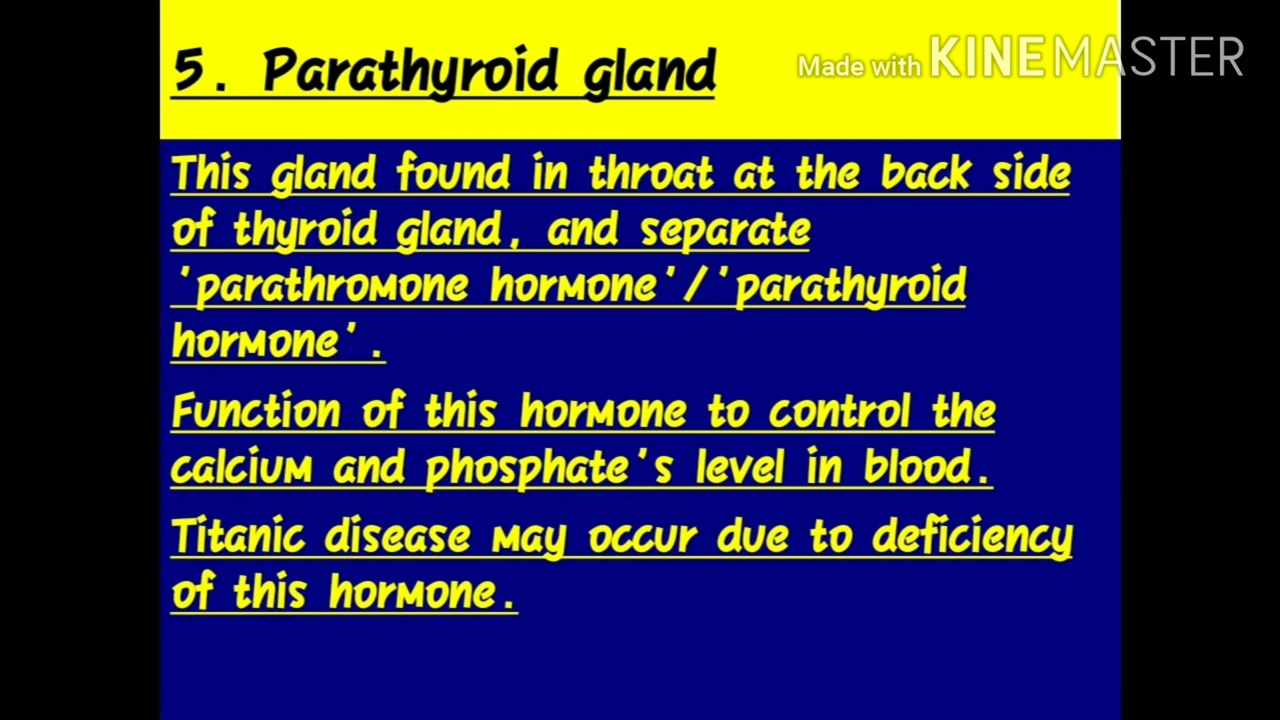 5. Parathyroid gland
Made with KINEMASTER
This gland found in throat at the back side
of thyroid gland, and separate
'parathromone hormone'/'parathyroid
hormone'.
Function of this hormone to control the
calcium and phosphate's level in blood.
Titanic disease may occur due to deficiency
of this hormone.